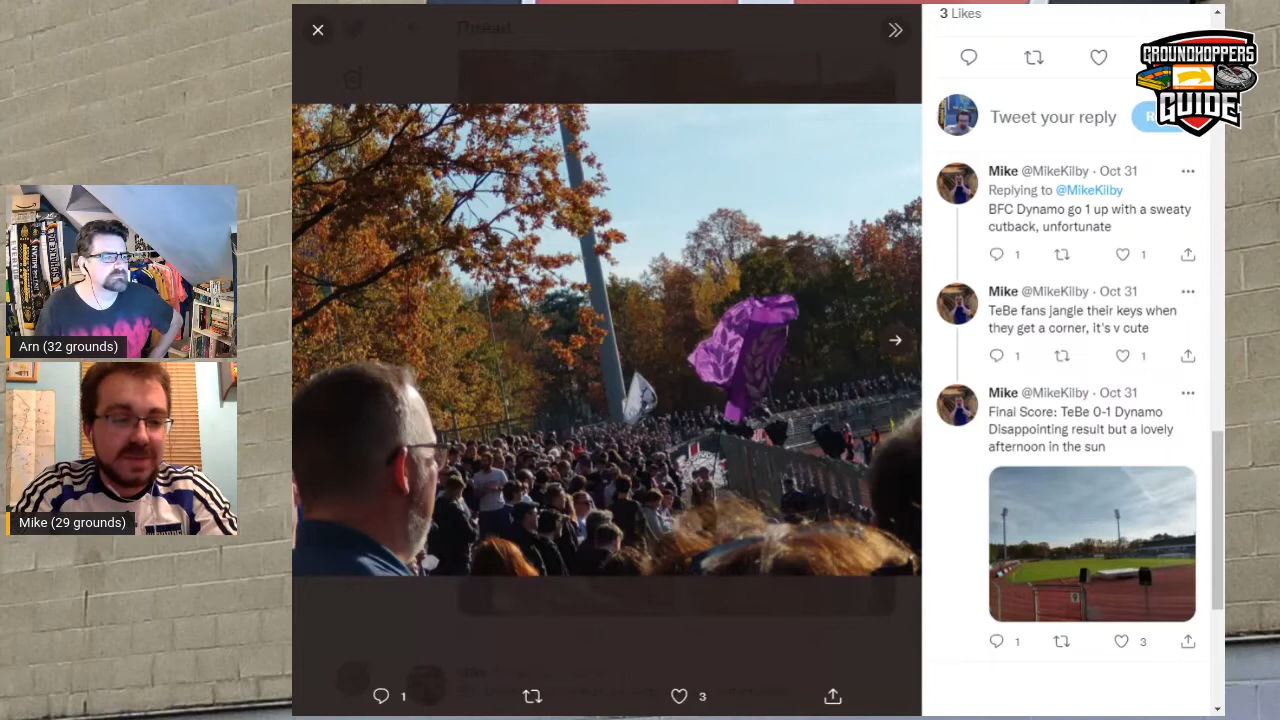 3 Likes
GROUNDHOPPERS
GUIDE
Tweet your reply
Mike @MikeKilby · Oct 31
Replying to @MikeKilby
BFC Dynamo go 1 up with a sweaty
cutback, unfortunate
1 1
Mike @MikeKilby · Oct 31
TeBe fans jangle their keys when
they get a corner, it's v cute
1 1
Mike @MikeKilby · Oct 31
Final Score: TeBe 0-1 Dynamo
Disappointing result but a lovely
afternoon in the sun
1 3
Arn (32 grounds)
Mike (29 grounds)
Thread
1 3